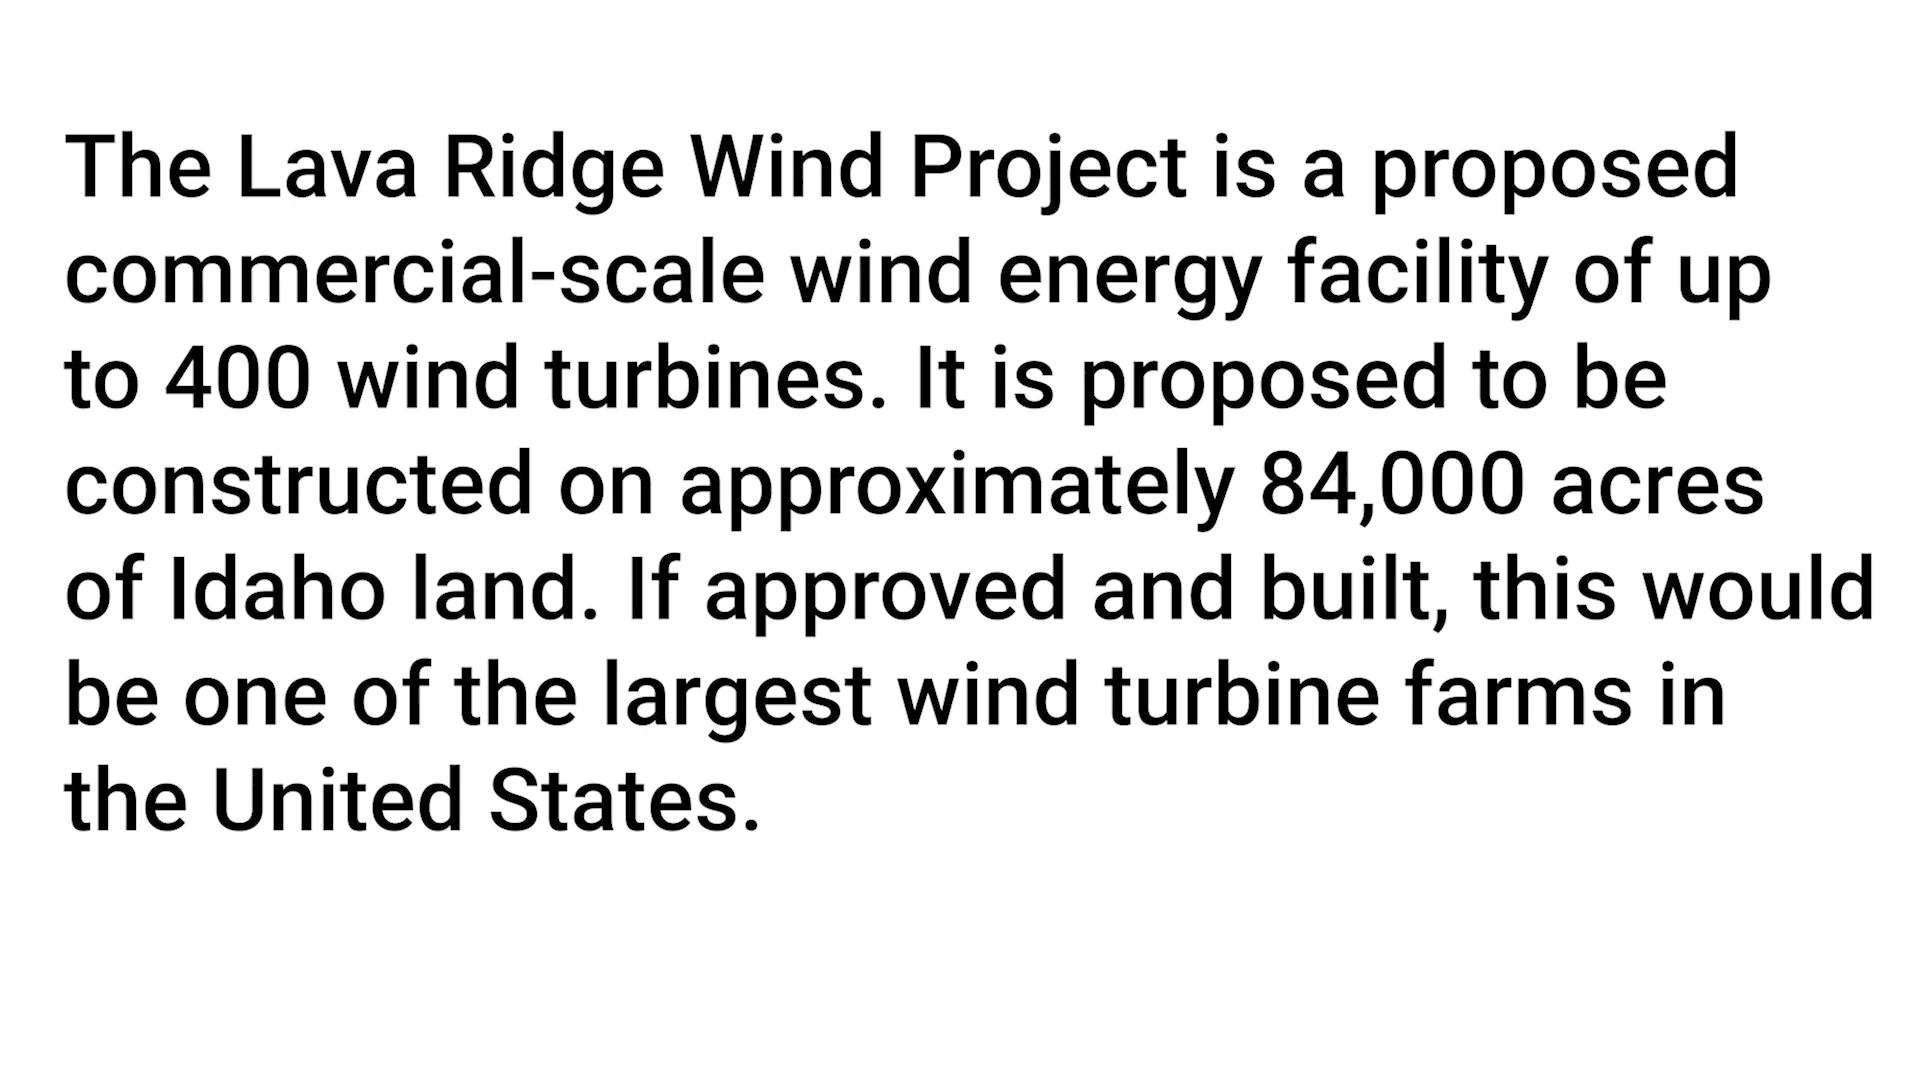 The Lava Ridge Wind Project is a proposed
commercial-scale wind energy facility of up
to 400 wind turbines. It is proposed to be
constructed on approximately 84,000 acres
of Idaho land. If approved and built, this would
be one of the largest wind turbine farms in
the United States.